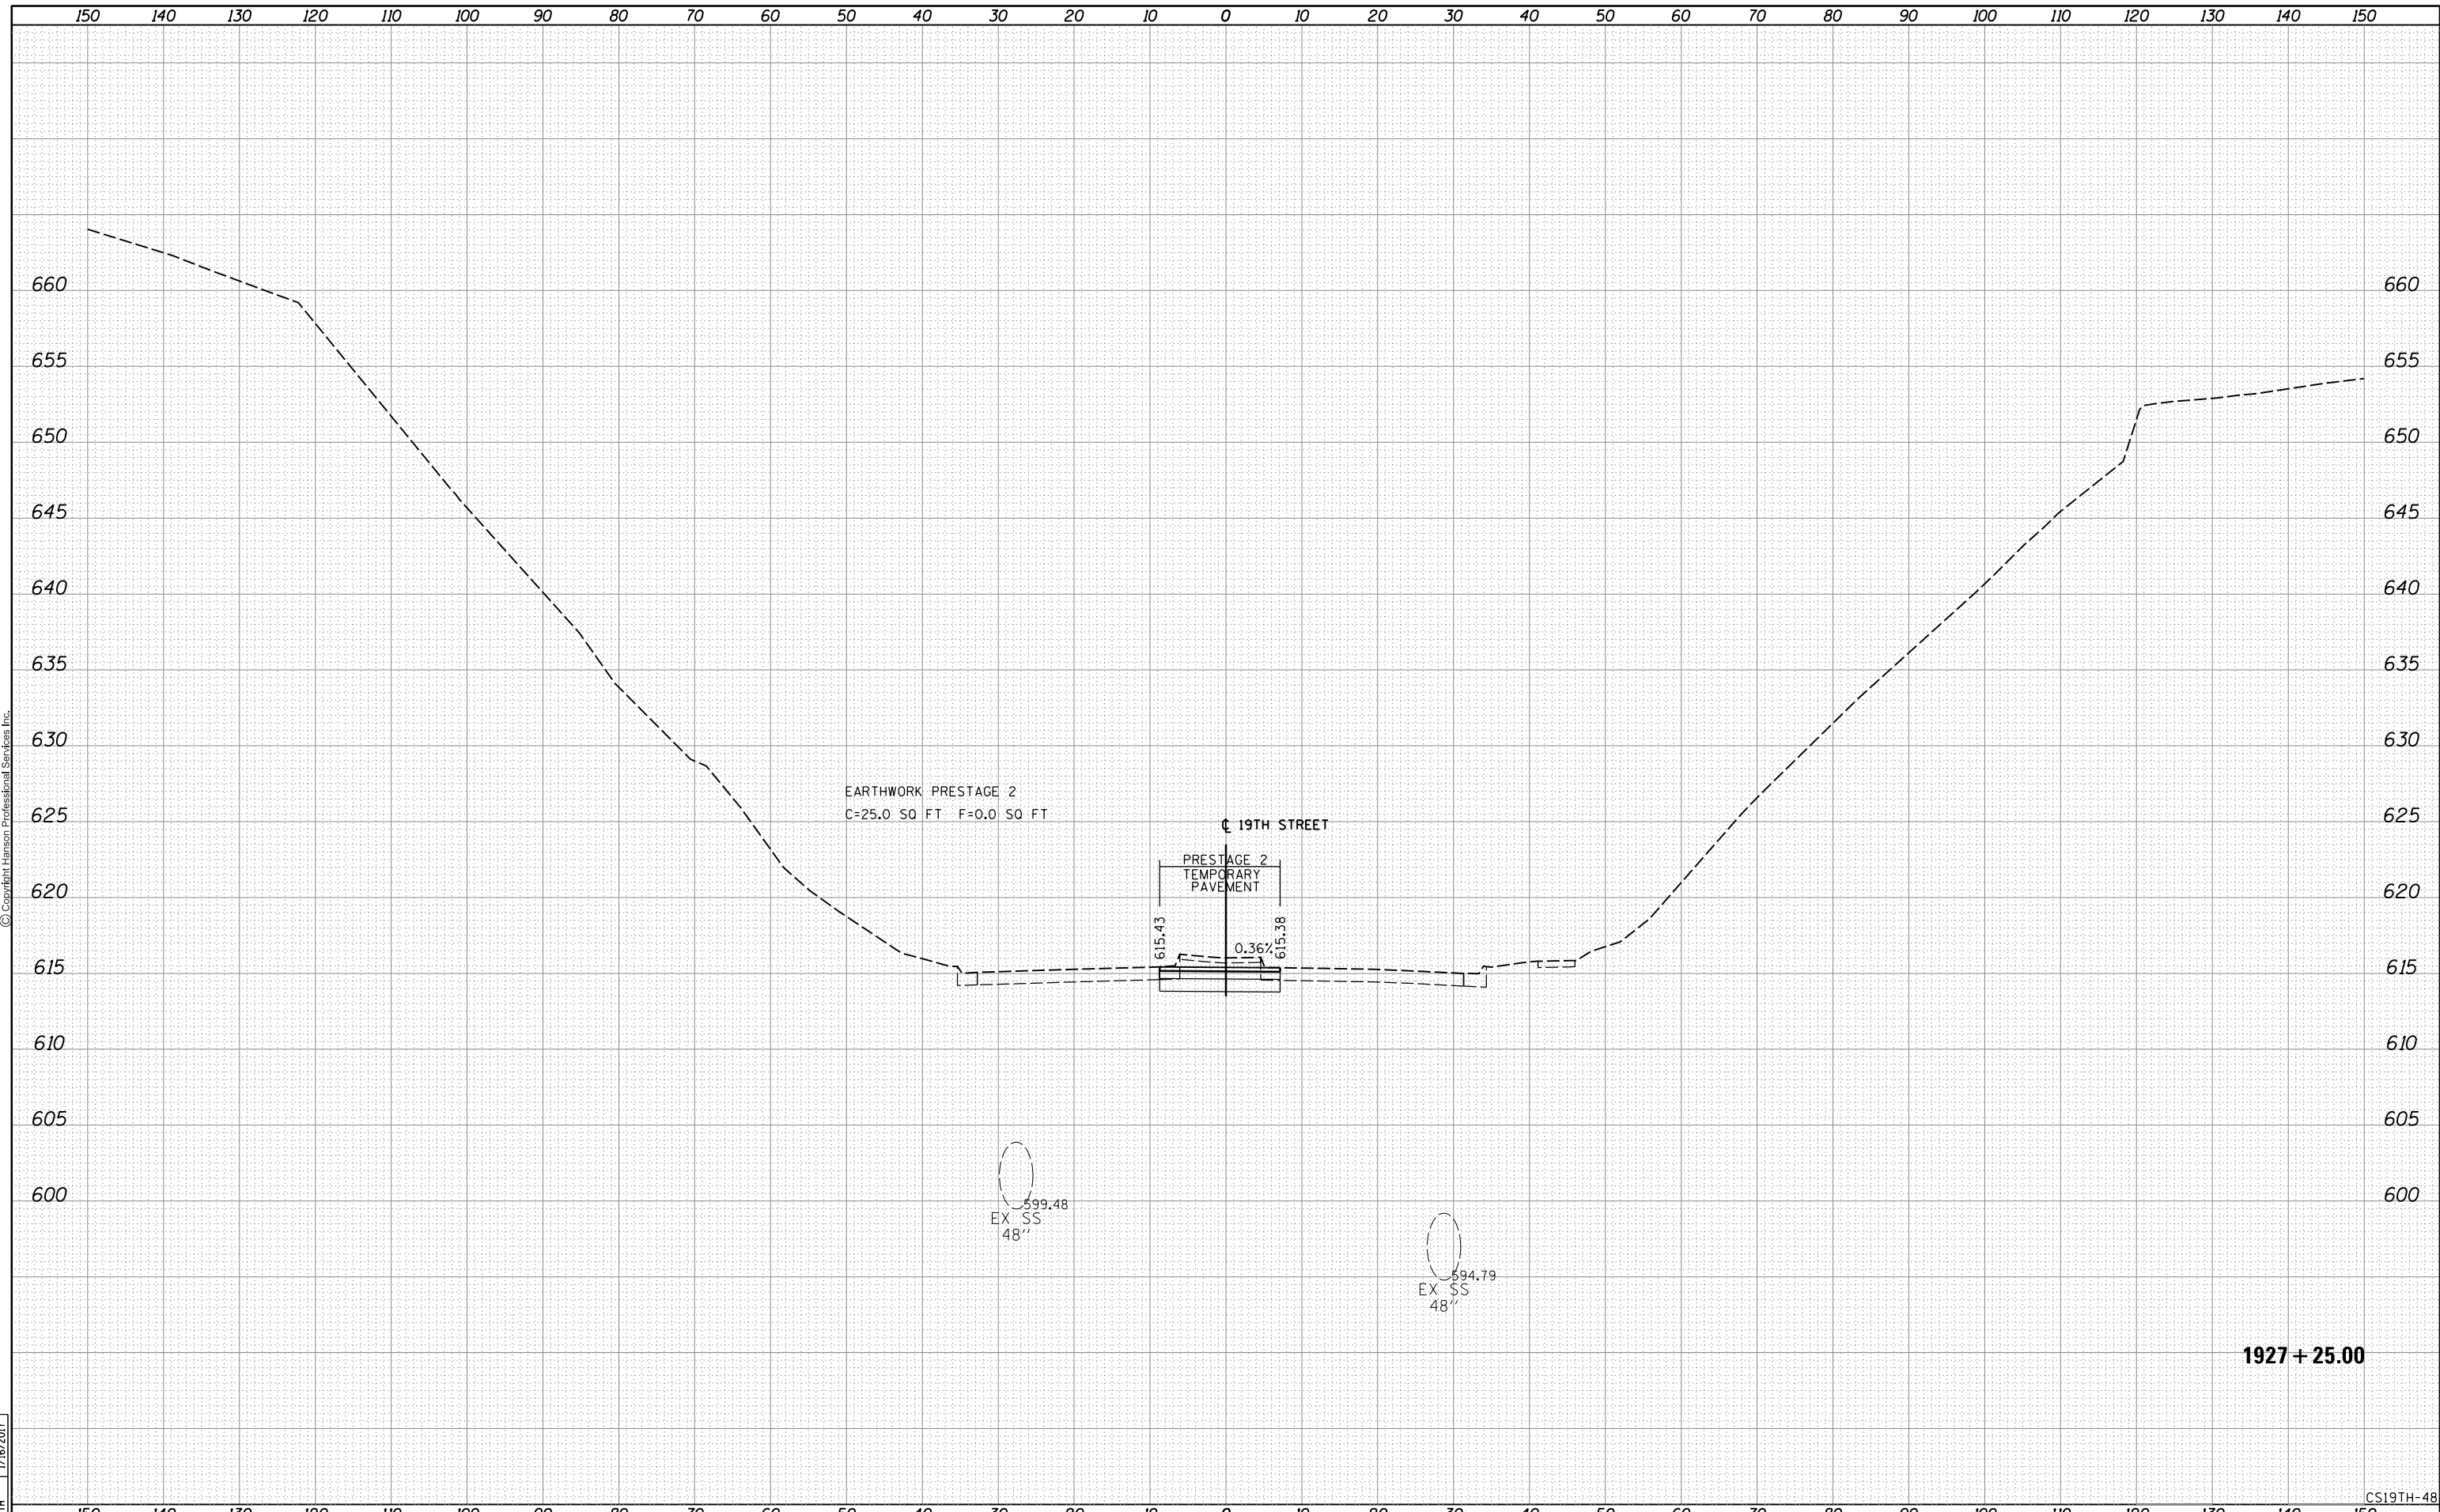 150 140 130 120 110 100 90 80 70 60 50 40 30 20 10 0 10 20 30 40 50 60 70 80 90 100 110 120 130 140 150
660 660
655 655
650 650
645 645
640 640
635 635
630 630
EARTHWORK PRESTAGE 2
C=25.0 SQ FT F=0.0 SQ FT
625 625
℄ 19TH STREET
PRESTAGE 2
TEMPORARY
PAVEMENT
620 620
615.43
0.36%
615.38
615 615
610 610
605 605
600 600
599.48
EX SS
48''
594.79
EX SS
48''
1927+25.00
© Copyright Hanson Professional Services Inc.
1/16/2017
CS19TH-48